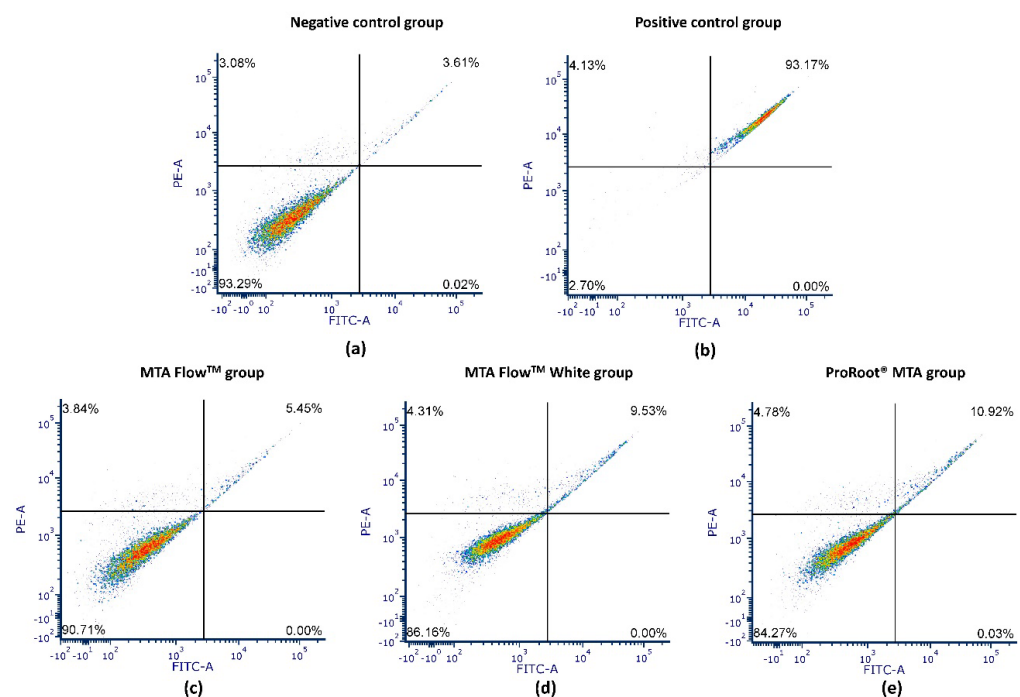 Negative control group
Positive control group
3.08%
3.61%
4.13%
93.17%
10⁵
10⁴
10³
10²
-10¹
-10²
PE-A
93.29%
0.02%
-10² -10⁰ 10² 10³ 10⁴ 10⁵
FITC-A
10⁵
10⁴
10³
10²
-10¹
PE-A
2.70%
0.00%
-10² -10¹ 10² 10³ 10⁴ 10⁵
FITC-A
(a)
(b)
MTA Flow™ group
MTA Flow™ White group
ProRoot® MTA group
3.84%
5.45%
4.31%
9.53%
4.78%
10.92%
10⁵
10⁴
10³
10²
-10¹
-10²
PE-A
90.71%
0.00%
-10² -10¹ 10² 10³ 10⁴ 10⁵
FITC-A
10⁵
10⁴
10³
10²
-10¹
-10²
PE-A
86.16%
0.00%
-10² -10¹ 10² 10³ 10⁴ 10⁵
FITC-A
10⁵
10⁴
10³
10²
-10¹
-10²
PE-A
84.27%
0.03%
-10² -10¹ 10² 10³ 10⁴ 10⁵
FITC-A
(c)
(d)
(e)